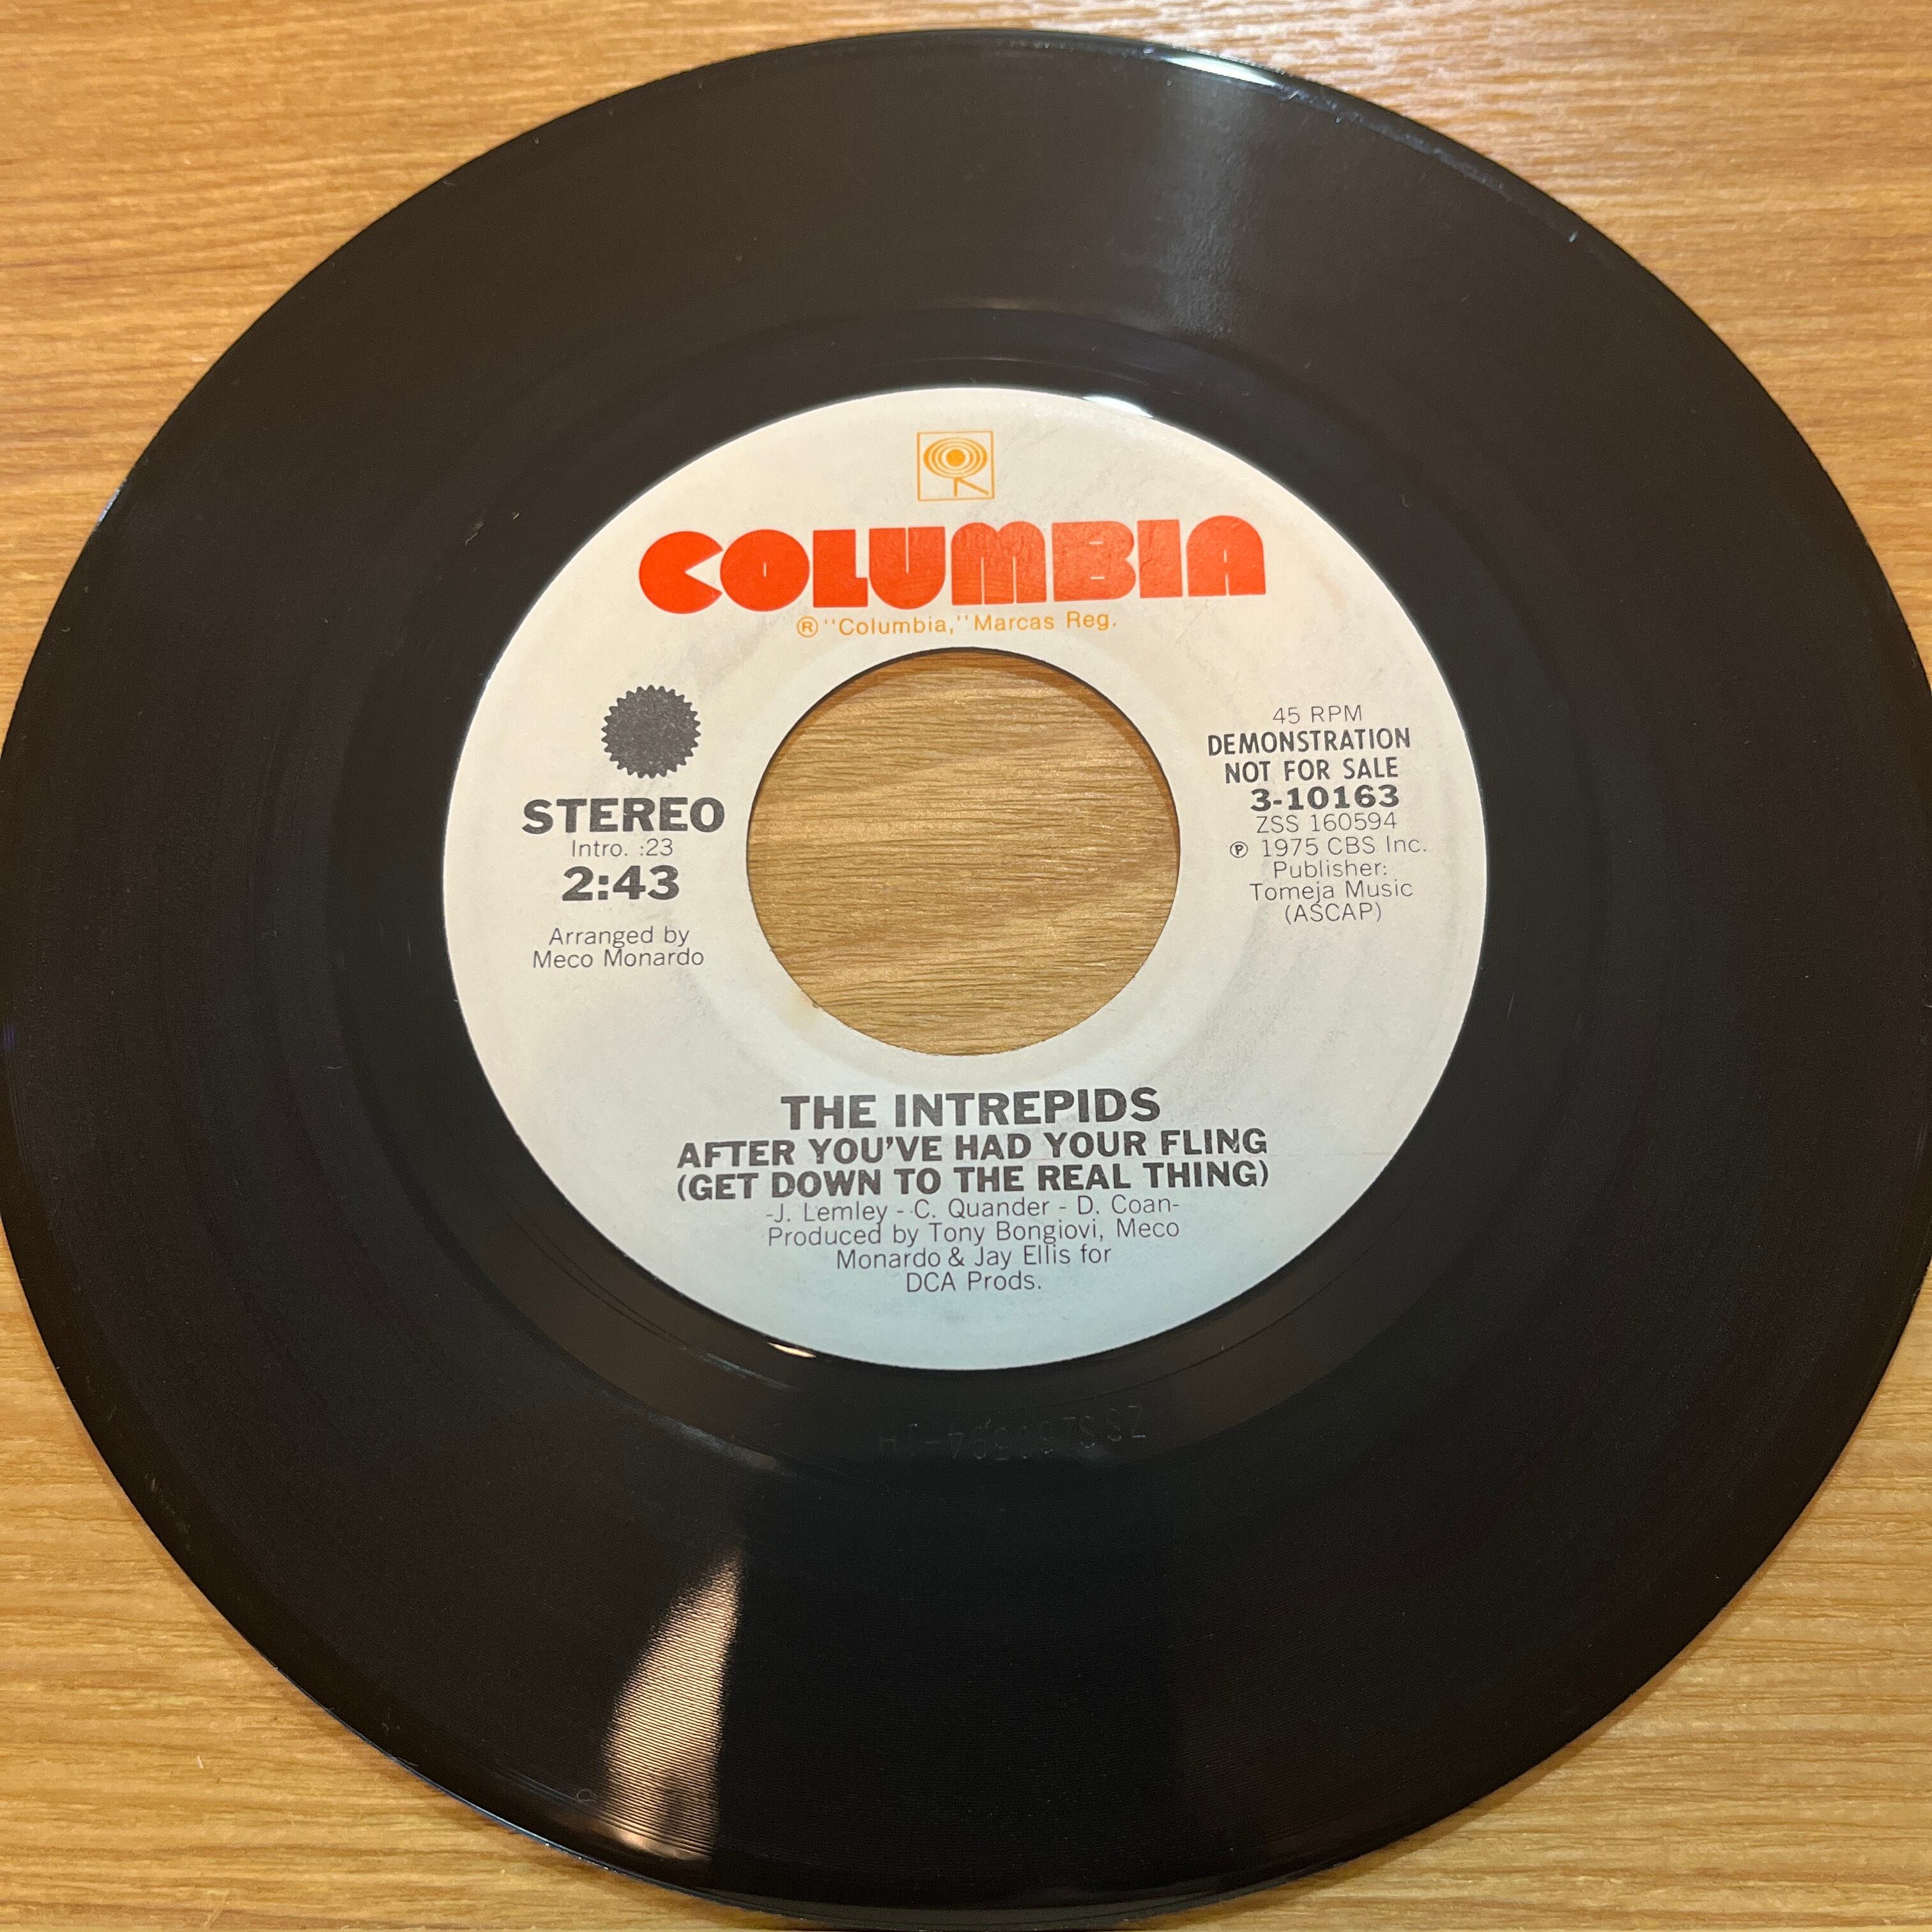 COLUMBIA
® "Columbia," Marcas Reg.
STEREO
Intro. :23
2:43
Arranged by
Meco Monardo
45 RPM
DEMONSTRATION
NOT FOR SALE
3-10163
ZSS 160594
℗ 1975 CBS Inc.
Publisher:
Tomeja Music
(ASCAP)
THE INTREPIDS
AFTER YOU'VE HAD YOUR FLING
(GET DOWN TO THE REAL THING)
-J. Lemley - C. Quander - D. Coan-
Produced by Tony Bongiovi, Meco
Monardo & Jay Ellis for
DCA Prods.